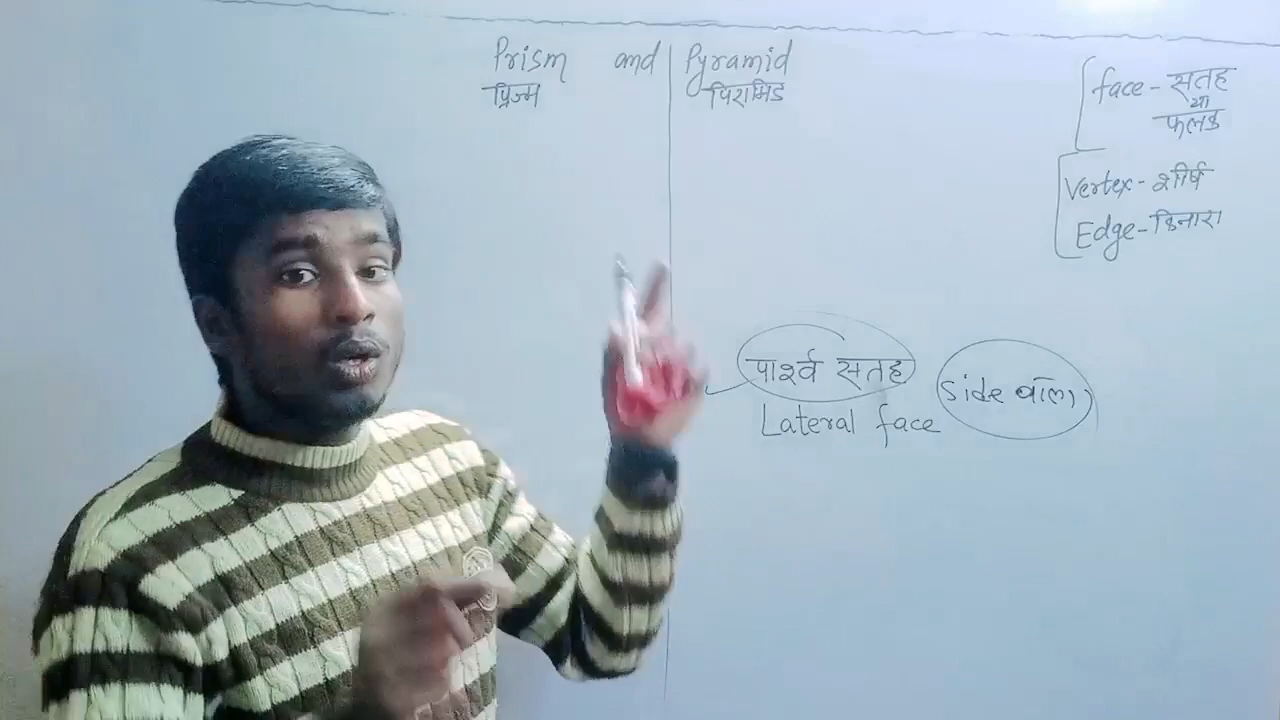 Prism and Pyramid
प्रिज्म पिरामिड
face - सतह
या
फलक
Vertex - शीर्ष
Edge - किनारा
पार्श्व सतह
Lateral face
side वॉला